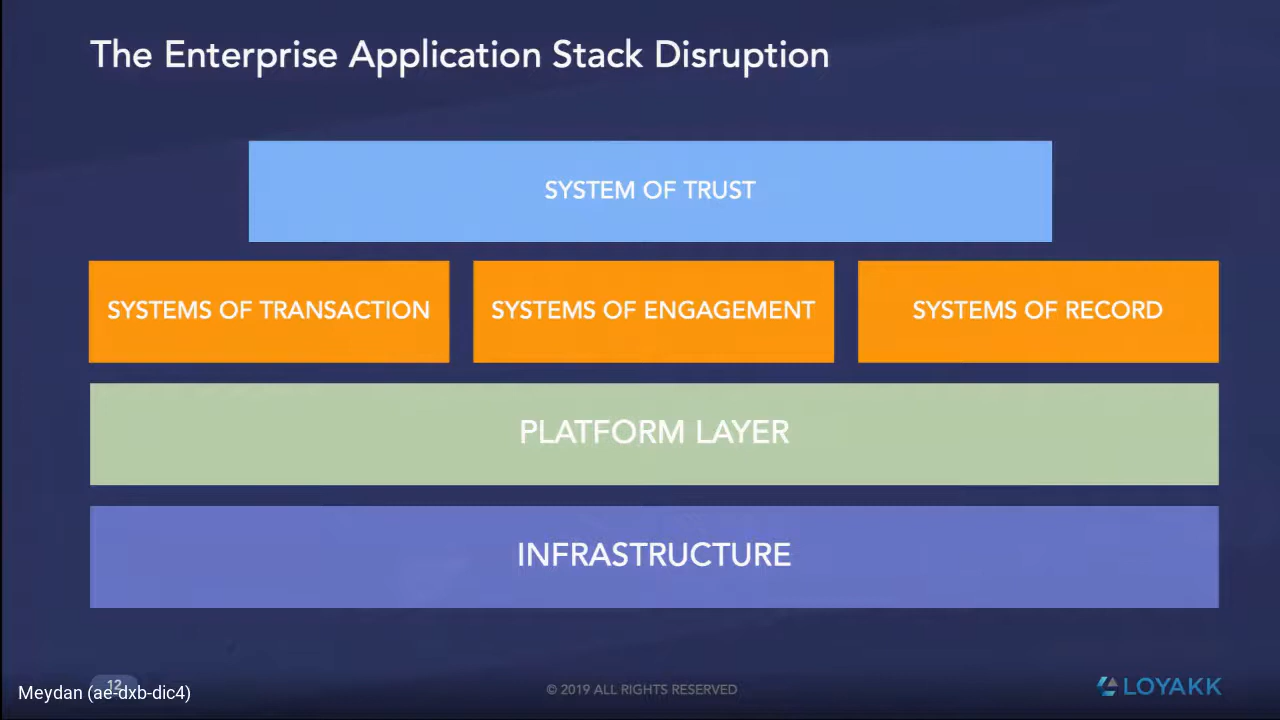 The Enterprise Application Stack Disruption
SYSTEM OF TRUST
SYSTEMS OF TRANSACTION
SYSTEMS OF ENGAGEMENT
SYSTEMS OF RECORD
PLATFORM LAYER
INFRASTRUCTURE
12
Meydan (ae-dxb-dic4)
© 2019 ALL RIGHTS RESERVED
LOYAKK